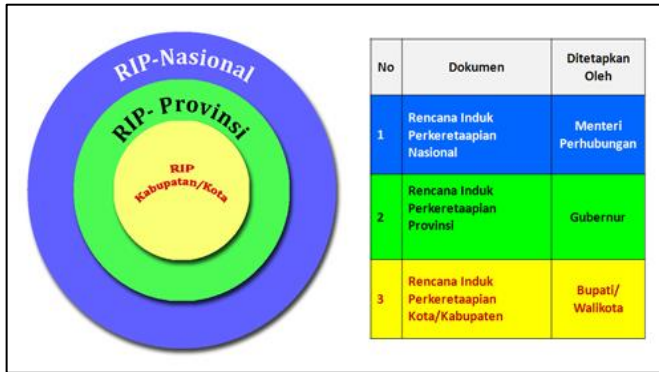 RIP-Nasional
RIP- Provinsi
RIP
Kabupatan/Kota
No Dokumen Ditetapkan
Oleh
1 Rencana Induk
Perkeretaapian
Nasional Menteri
Perhubungan
2 Rencana Induk
Perkeretaapian
Provinsi Gubernur
3 Rencana Induk
Perkeretaapian
Kota/Kabupaten Bupati/
Walikota